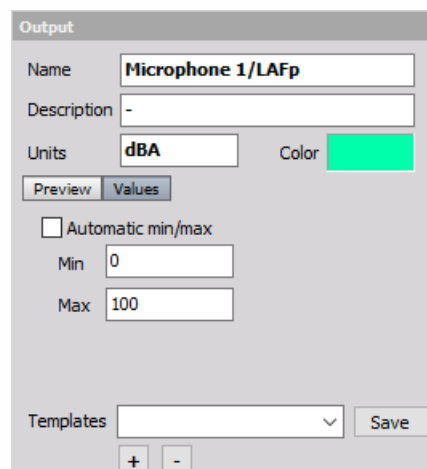 Output
Name Microphone 1/LAFp
Description -
Units dBA Color
Preview Values
Automatic min/max
Min 0
Max 100
Templates Save
+ -